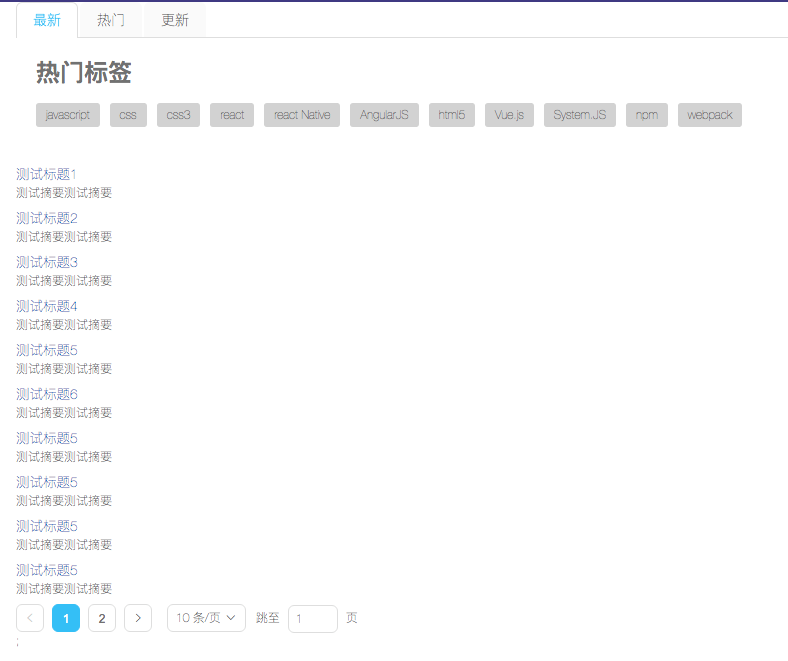 最新 热门 更新
热门标签
javascript css css3 react react Native AngularJS html5 Vue.js System.JS npm webpack
测试标题1
测试摘要测试摘要
测试标题2
测试摘要测试摘要
测试标题3
测试摘要测试摘要
测试标题4
测试摘要测试摘要
测试标题5
测试摘要测试摘要
测试标题6
测试摘要测试摘要
测试标题5
测试摘要测试摘要
测试标题5
测试摘要测试摘要
测试标题5
测试摘要测试摘要
测试标题5
测试摘要测试摘要
< 1 2 > 10 条/页 跳至 1 页
;